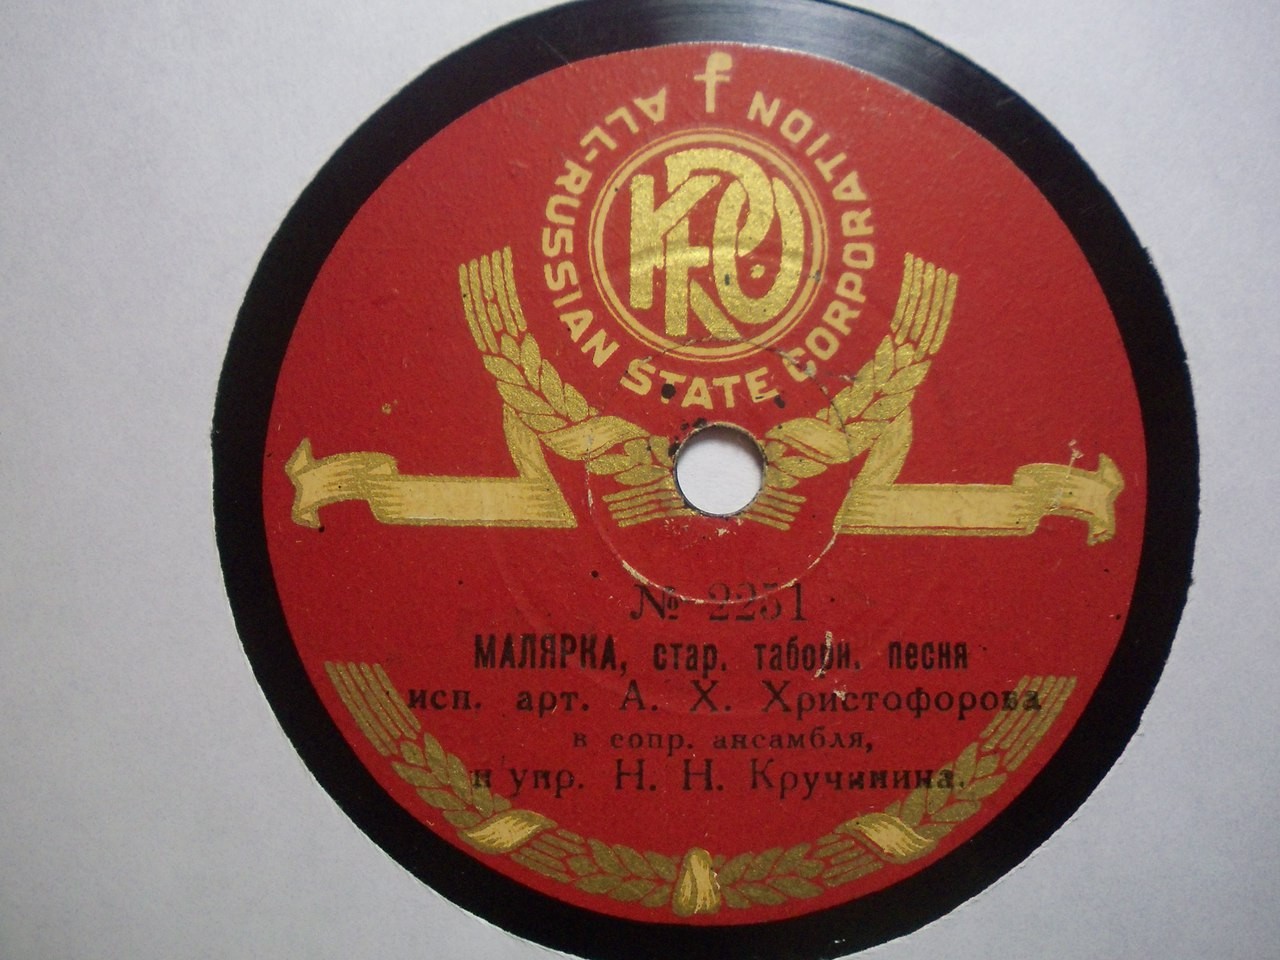 ALL-RUSSIAN STATE CORPORATION
№ 2251
МАЛЯРКА, стар. таборн. песня
исп. арт. А. Х. Христофорова
в сопр. ансамбля,
п упр. Н. Н. Кручинина.